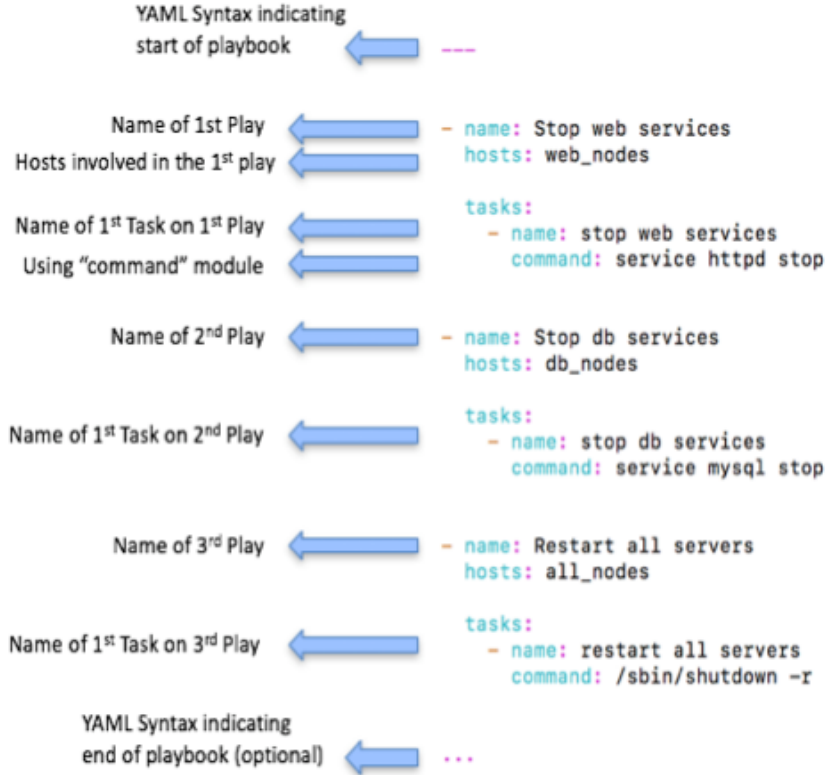 YAML Syntax indicating
start of playbook
---
Name of 1st Play
- name: Stop web services
Hosts involved in the 1st play
hosts: web_nodes
tasks:
Name of 1st Task on 1st Play
- name: stop web services
Using “command” module
command: service httpd stop
Name of 2nd Play
- name: Stop db services
hosts: db_nodes
tasks:
Name of 1st Task on 2nd Play
- name: stop db services
command: service mysql stop
Name of 3rd Play
- name: Restart all servers
hosts: all_nodes
tasks:
Name of 1st Task on 3rd Play
- name: restart all servers
command: /sbin/shutdown -r
YAML Syntax indicating
end of playbook (optional)
...